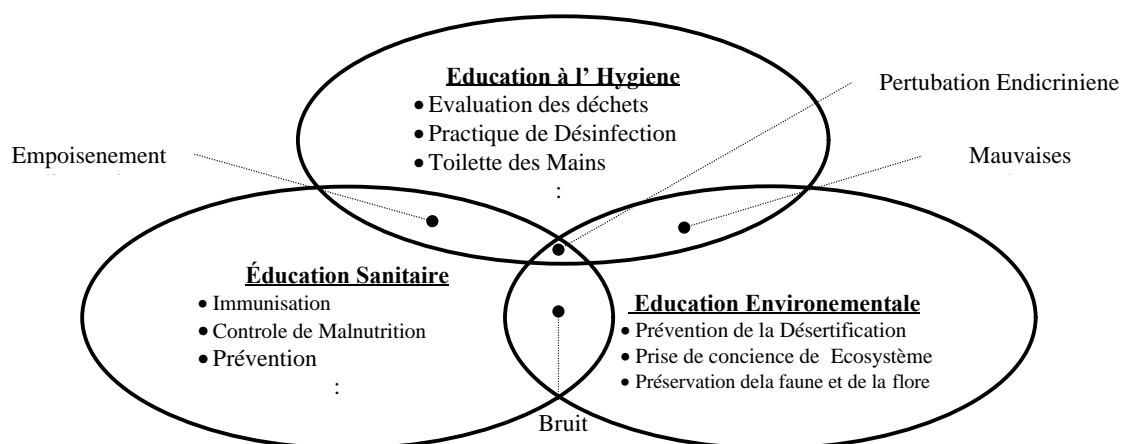 Education à l’ Hygiene
• Evaluation des déchets
• Practique de Désinfection
• Toilette des Mains
:
Pertubation Endicriniene
Empoisenement
Mauvaises
Éducation Sanitaire
• Immunisation
• Controle de Malnutrition
• Prévention
:
Education Environementale
• Prévention de la Désertification
• Prise de concience de Ecosystème
• Préservation dela faune et de la flore
Bruit